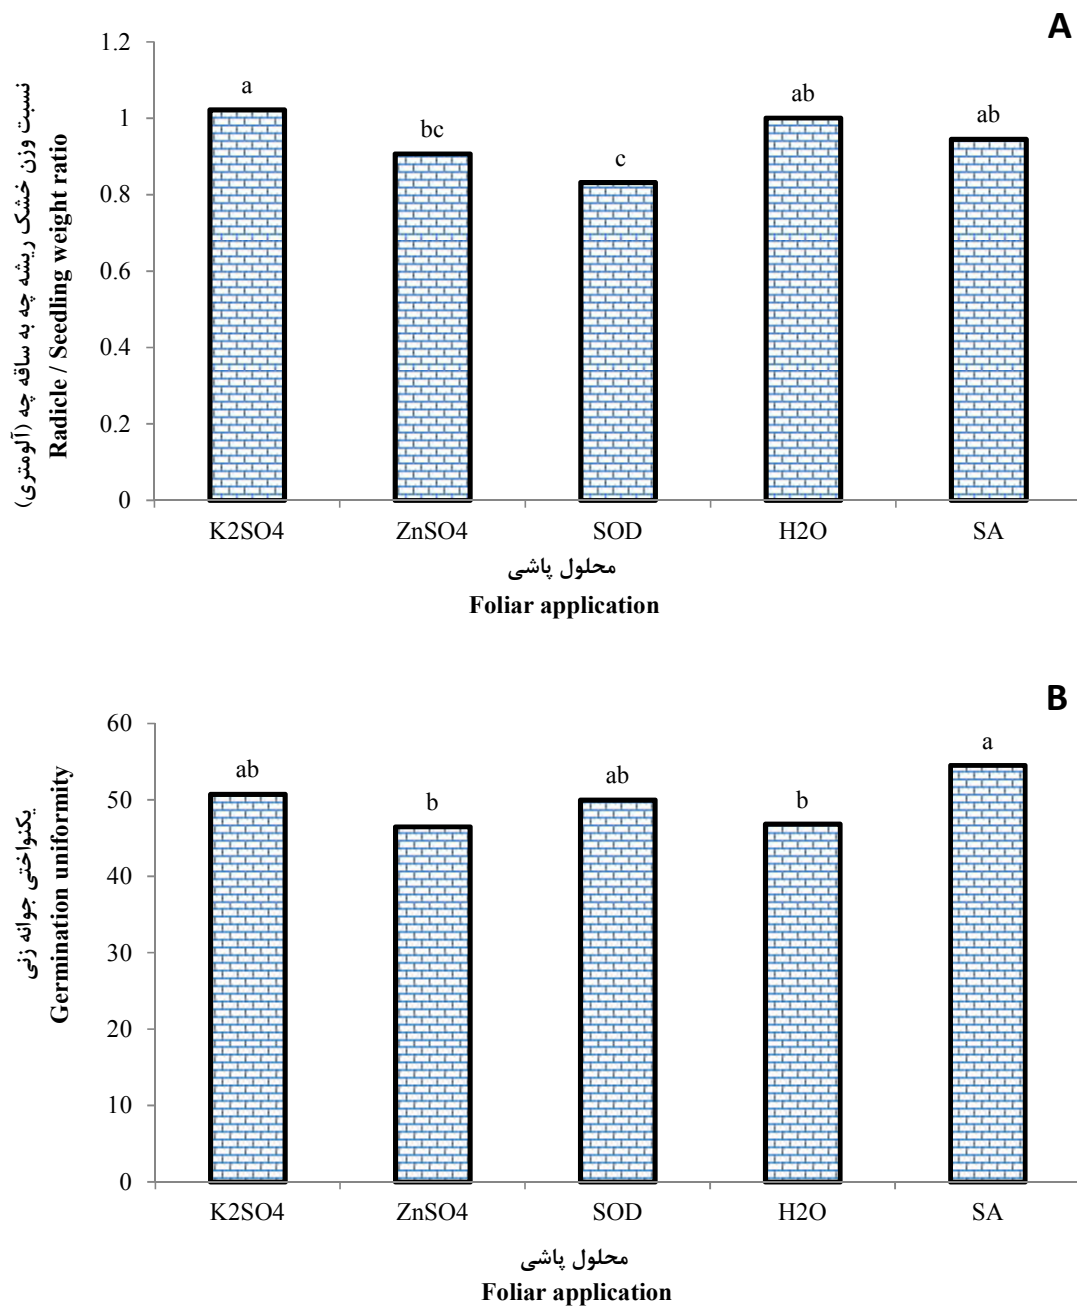 A
نسبت وزن خشک ریشه چه به ساقه چه (آلومتری)
Radicle / Seedling weight ratio
1.2
1
0.8
0.6
0.4
0.2
0
a
bc
c
ab
ab
K2SO4 ZnSO4 SOD H2O SA
محلول پاشی
Foliar application
B
یکنواختی جوانه زنی
Germination uniformity
60
50
40
30
20
10
0
ab
b
ab
b
a
K2SO4 ZnSO4 SOD H2O SA
محلول پاشی
Foliar application